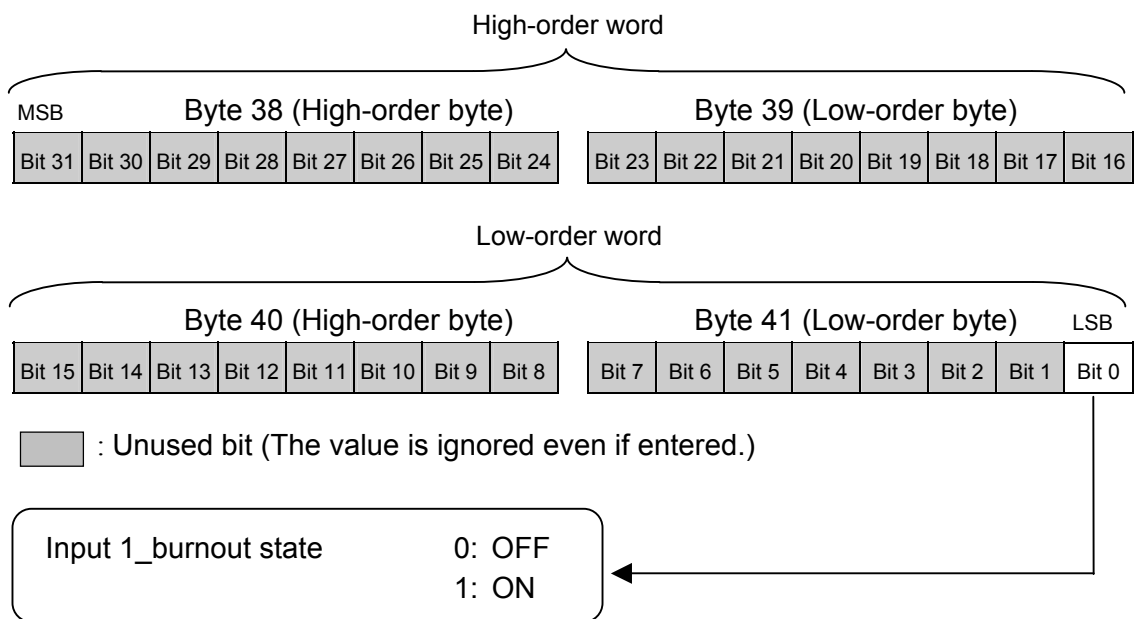 High-order word
MSB Byte 38 (High-order byte) Byte 39 (Low-order byte)
Bit 31 Bit 30 Bit 29 Bit 28 Bit 27 Bit 26 Bit 25 Bit 24 Bit 23 Bit 22 Bit 21 Bit 20 Bit 19 Bit 18 Bit 17 Bit 16
Low-order word
Byte 40 (High-order byte) Byte 41 (Low-order byte) LSB
Bit 15 Bit 14 Bit 13 Bit 12 Bit 11 Bit 10 Bit 9 Bit 8 Bit 7 Bit 6 Bit 5 Bit 4 Bit 3 Bit 2 Bit 1 Bit 0
: Unused bit (The value is ignored even if entered.)
Input 1_burnout state 0: OFF
1: ON